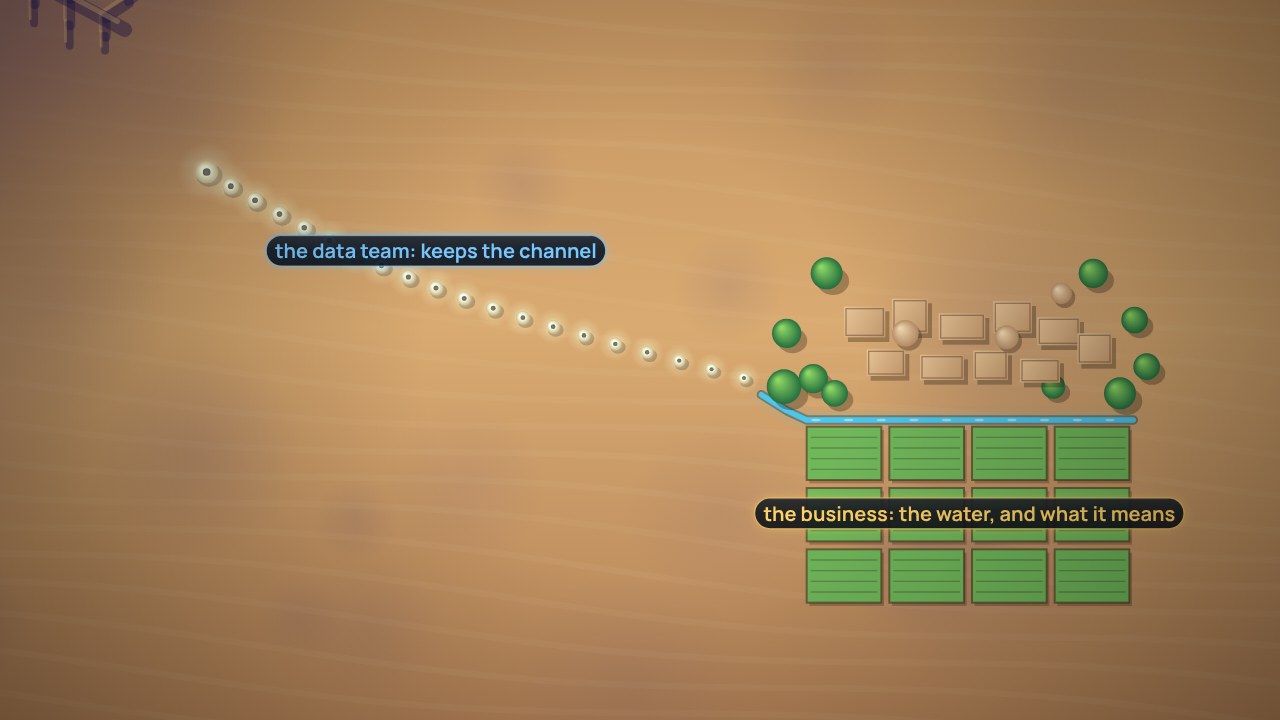 the data team: keeps the channel
the business: the water, and what it means